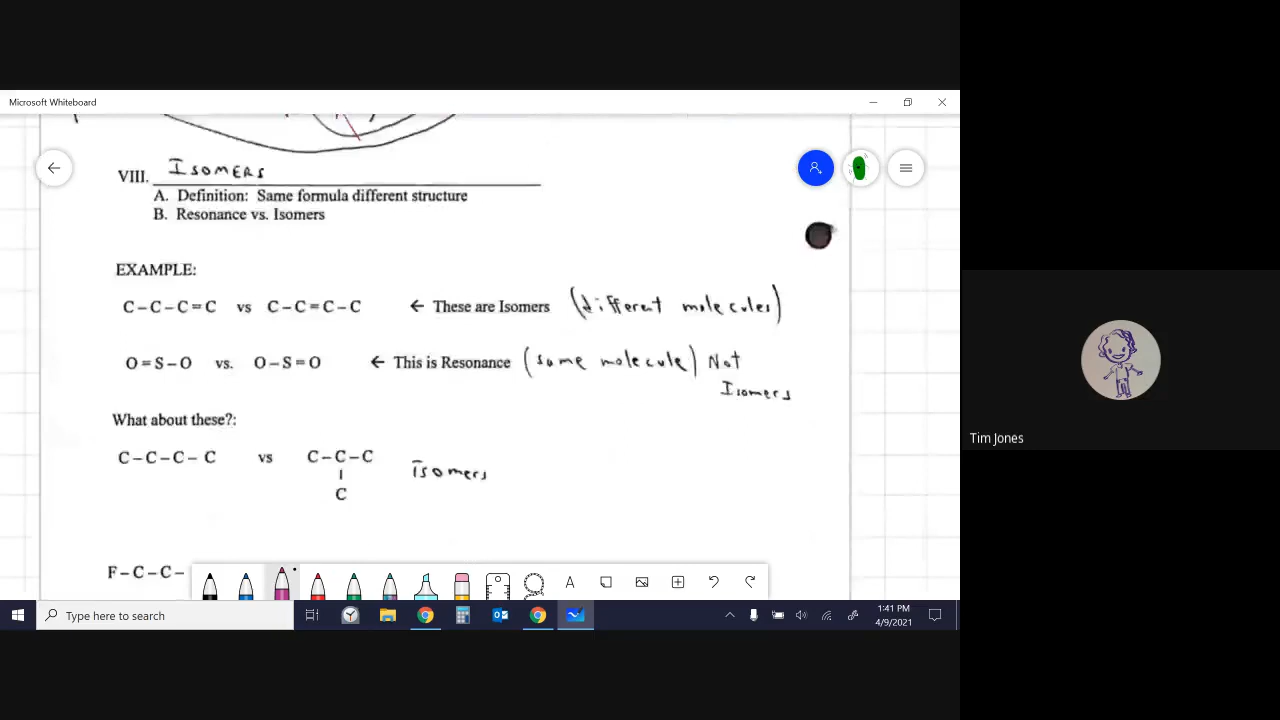 Microsoft Whiteboard
VIII. ISOMERS
A. Definition: Same formula different structure
B. Resonance vs. Isomers
EXAMPLE:
C–C–C=C vs C–C=C–C ← These are Isomers (different molecules)
O=S–O vs. O–S=O ← This is Resonance (same molecule) Not
Isomers
What about these?:
C–C–C–C vs C–C–C isomers
C
F–C–C–
A
Tim Jones
Type here to search
1:41 PM
4/9/2021